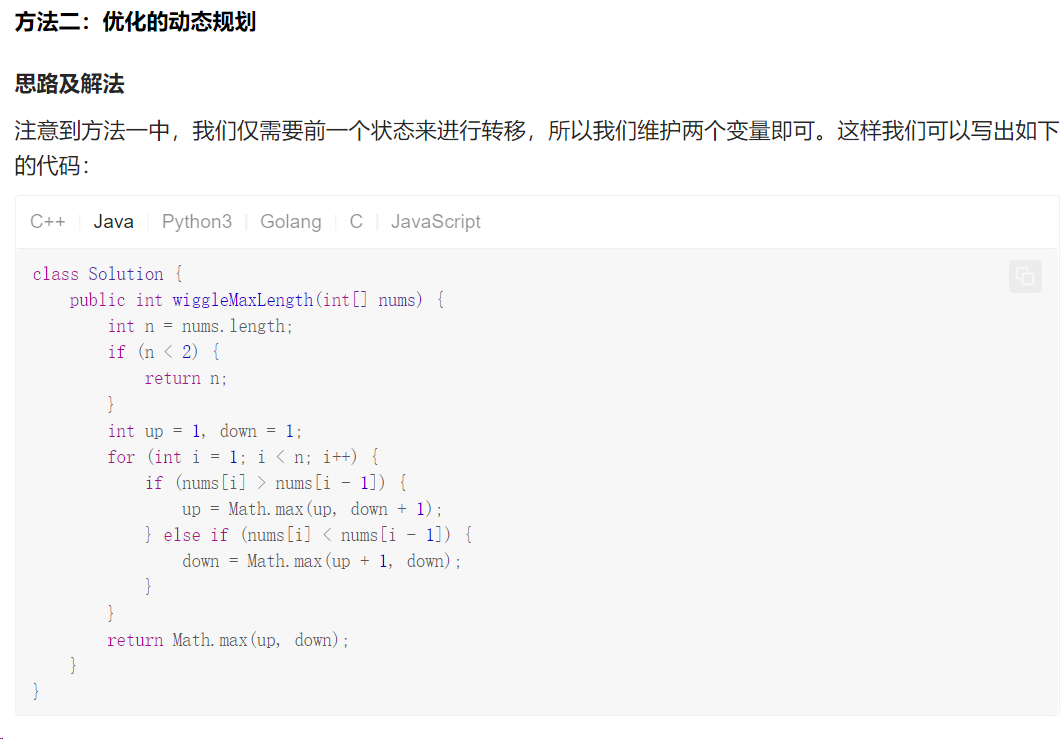 方法二：优化的动态规划
思路及解法
注意到方法一中，我们仅需要前一个状态来进行转移，所以我们维护两个变量即可。这样我们可以写出如下
的代码：
C++ Java Python3 Golang C JavaScript
class Solution {
    public int wiggleMaxLength(int[] nums) {
        int n = nums.length;
        if (n < 2) {
            return n;
        }
        int up = 1, down = 1;
        for (int i = 1; i < n; i++) {
            if (nums[i] > nums[i - 1]) {
                up = Math.max(up, down + 1);
            } else if (nums[i] < nums[i - 1]) {
                down = Math.max(up + 1, down);
            }
        }
        return Math.max(up, down);
    }
}